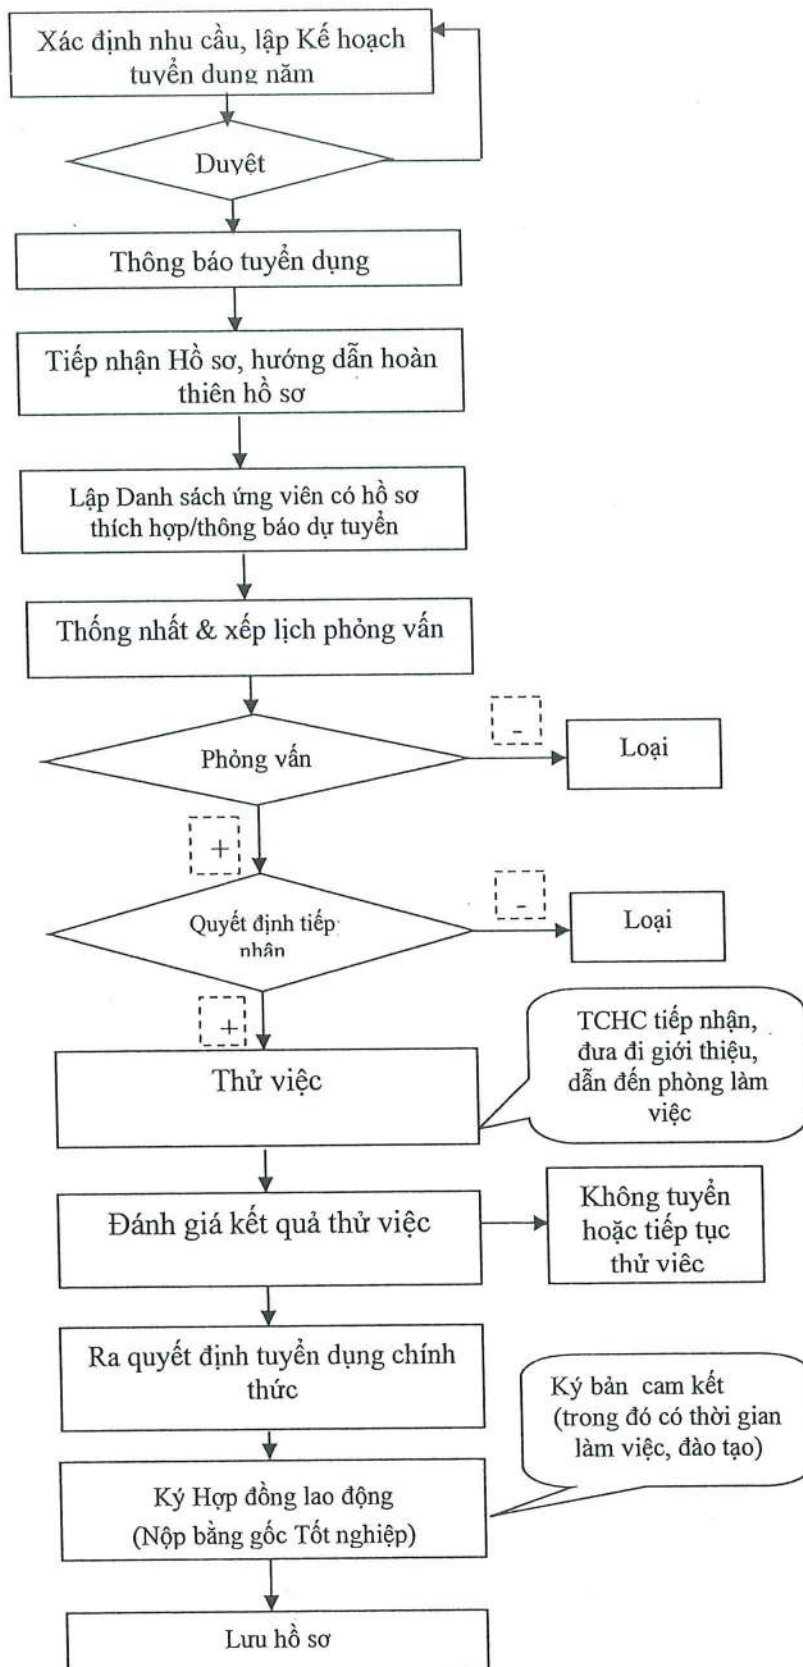 Xác định nhu cầu, lập Kế hoạch
tuyển dụng năm
Duyệt
Thông báo tuyển dụng
Tiếp nhận Hồ sơ, hướng dẫn hoàn
thiện hồ sơ
Lập Danh sách ứng viên có hồ sơ
thích hợp/thông báo dự tuyển
Thống nhất & xếp lịch phỏng vấn
-
Phỏng vấn
Loại
+
-
Quyết định tiếp
nhân
Loại
+
TCHC tiếp nhận,
đưa đi giới thiệu,
dẫn đến phòng làm
việc
Thử việc
Đánh giá kết quả thử việc
Không tuyển
hoặc tiếp tục
thử việc
Ra quyết định tuyển dụng chính
thức
Ký bản cam kết
(trong đó có thời gian
làm việc, đào tạo)
Ký Hợp đồng lao động
(Nộp bằng gốc Tốt nghiệp)
Lưu hồ sơ